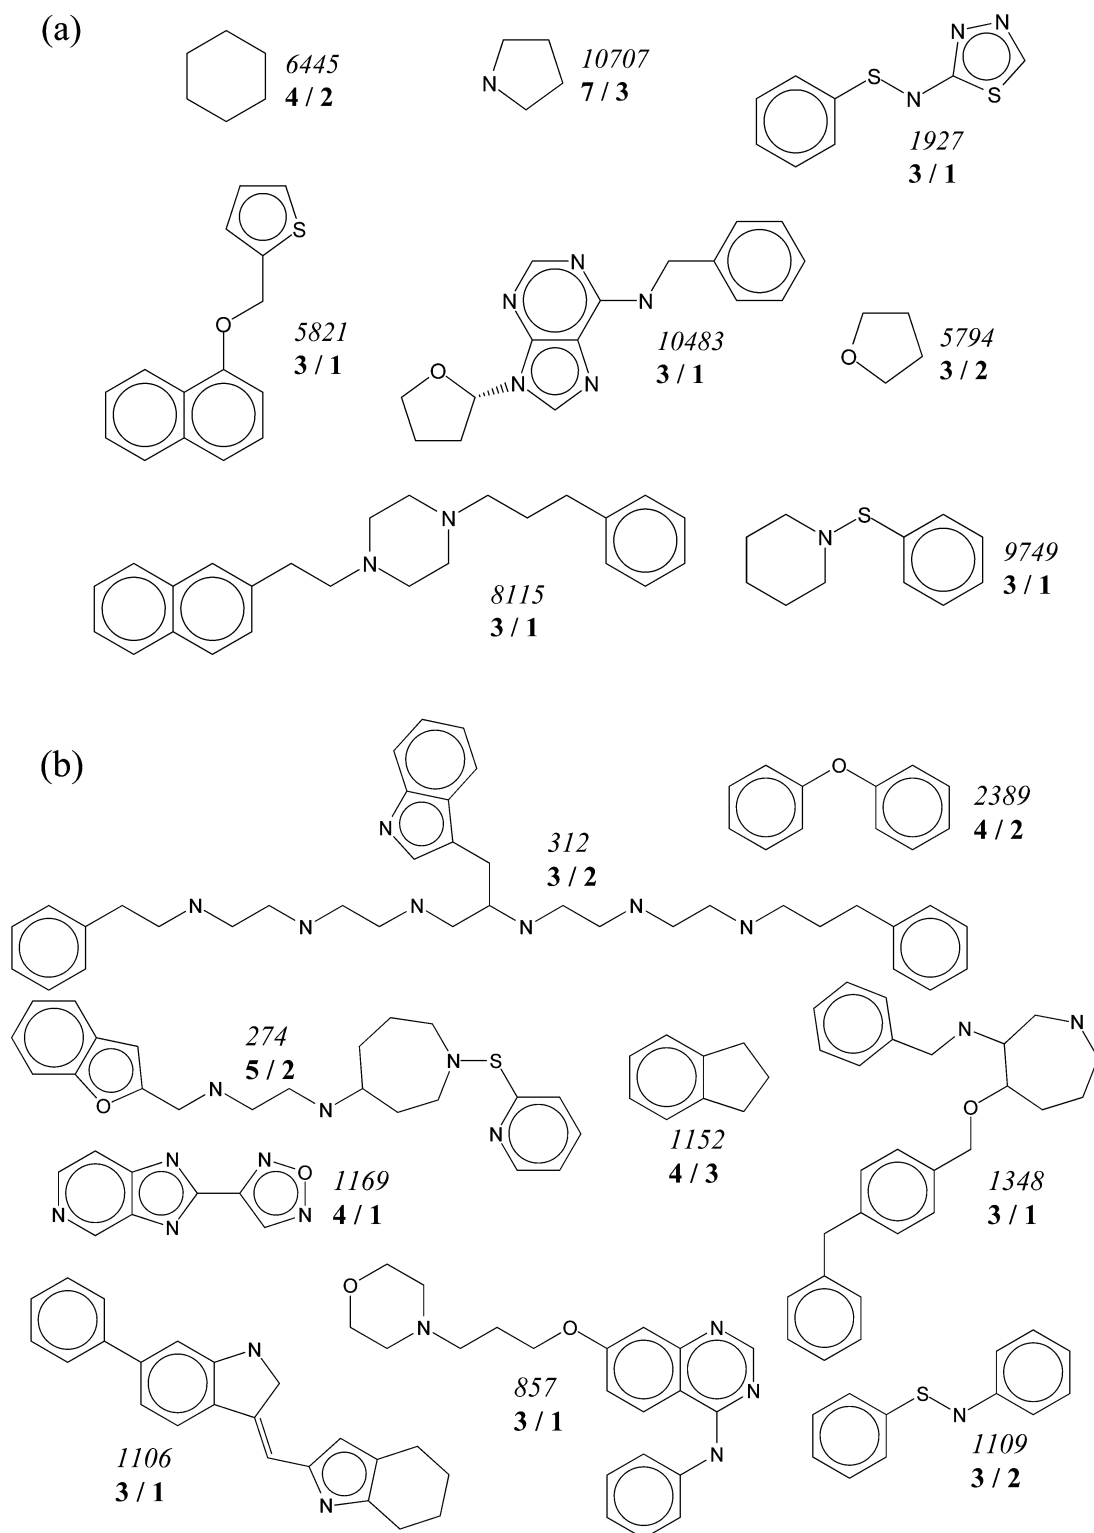 (a)
6445
4 / 2
N
10707
7 / 3
S
N
N
N
S
1927
3 / 1
S
O
5821
3 / 1
N
N
N
N
N
O
10483
3 / 1
O
5794
3 / 2
N
N
8115
3 / 1
N
S
9749
3 / 1
(b)
N
N
N
N
N
N
N
312
3 / 2
O
2389
4 / 2
O
N
N
N
S
N
274
5 / 2
1152
4 / 3
N
N
O
1348
3 / 1
N
N
N
N
O
N
1169
4 / 1
N
N
1106
3 / 1
O
N
O
N
N
N
857
3 / 1
S
N
1109
3 / 2